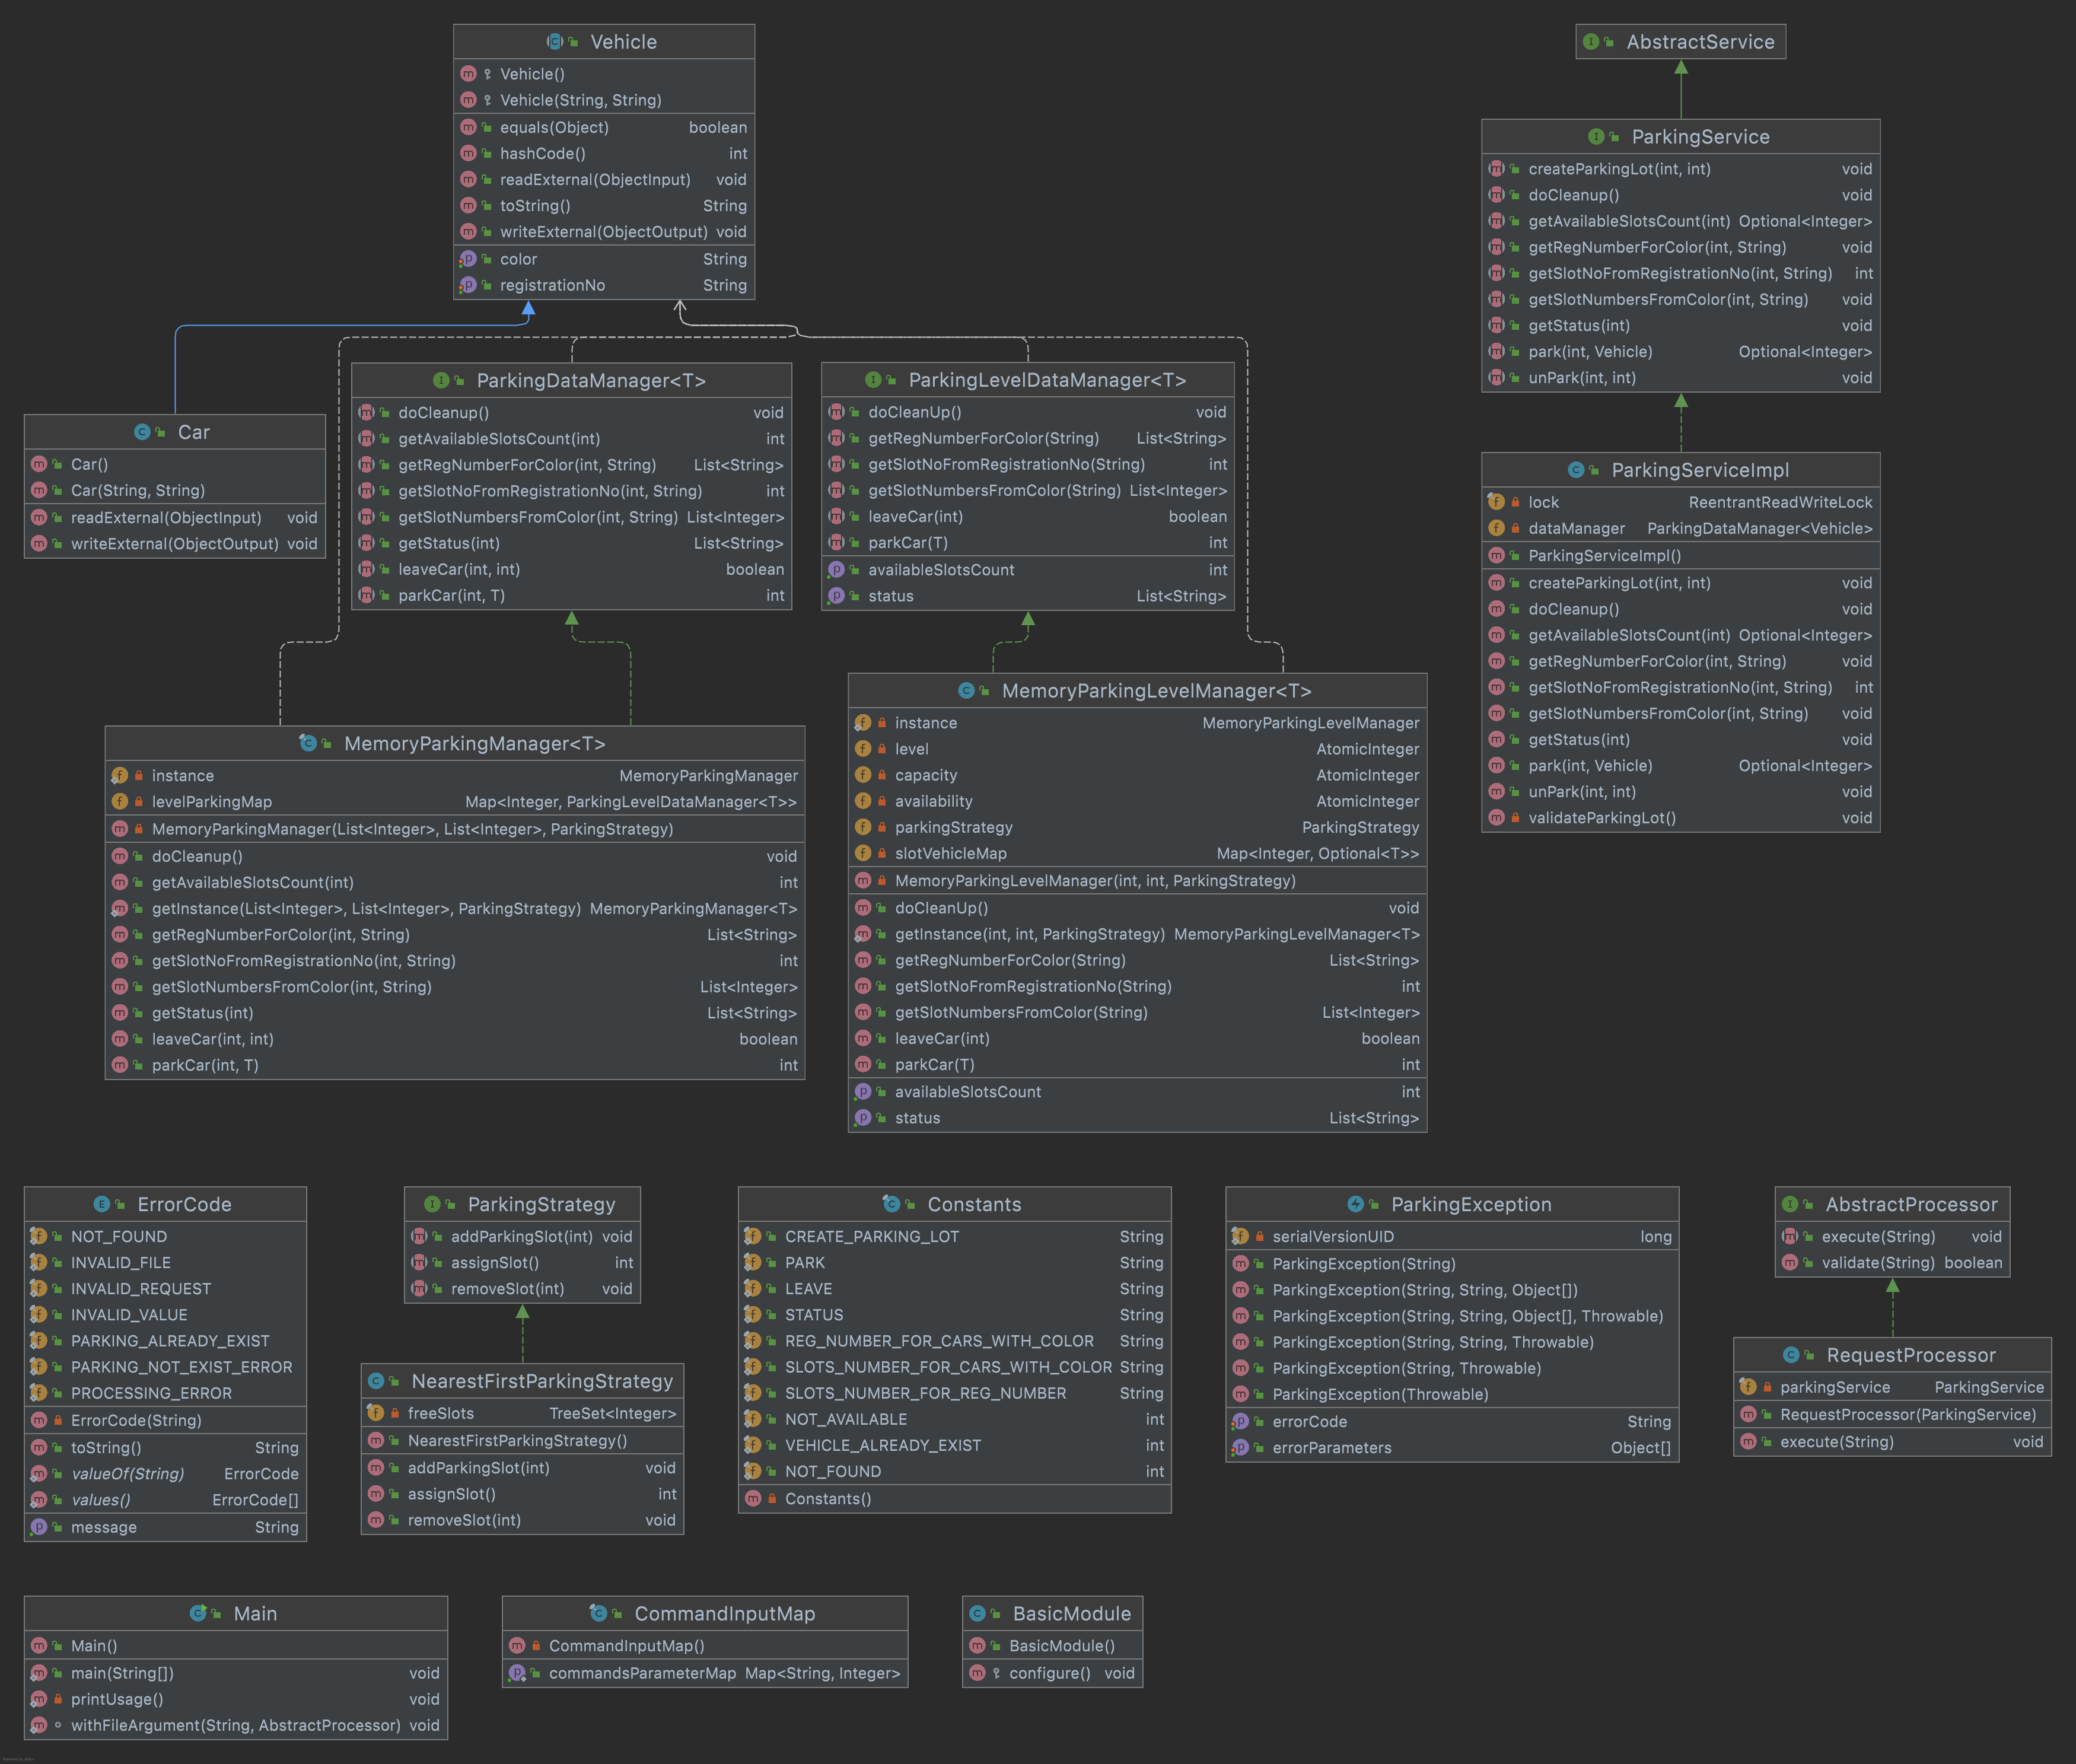 Vehicle
Vehicle()
Vehicle(String, String)
equals(Object) boolean
hashCode() int
readExternal(ObjectInput) void
toString() String
writeExternal(ObjectOutput) void
color String
registrationNo String
AbstractService
ParkingService
createParkingLot(int, int) void
doCleanup() void
getAvailableSlotsCount(int) Optional<Integer>
getRegNumberForColor(int, String) void
getSlotNoFromRegistrationNo(int, String) int
getSlotNumbersFromColor(int, String) void
getStatus(int) void
park(int, Vehicle) Optional<Integer>
unPark(int, int) void
Car
Car()
Car(String, String)
readExternal(ObjectInput) void
writeExternal(ObjectOutput) void
ParkingDataManager<T>
doCleanup() void
getAvailableSlotsCount(int) int
getRegNumberForColor(int, String) List<String>
getSlotNoFromRegistrationNo(int, String) int
getSlotNumbersFromColor(int, String) List<Integer>
getStatus(int) List<String>
leaveCar(int, int) boolean
parkCar(int, T) int
ParkingLevelDataManager<T>
doCleanUp() void
getRegNumberForColor(String) List<String>
getSlotNoFromRegistrationNo(String) int
getSlotNumbersFromColor(String) List<Integer>
leaveCar(int) boolean
parkCar(T) int
availableSlotsCount int
status List<String>
ParkingServiceImpl
lock ReentrantReadWriteLock
dataManager ParkingDataManager<Vehicle>
ParkingServiceImpl()
createParkingLot(int, int) void
doCleanup() void
getAvailableSlotsCount(int) Optional<Integer>
getRegNumberForColor(int, String) void
getSlotNoFromRegistrationNo(int, String) int
getSlotNumbersFromColor(int, String) void
getStatus(int) void
park(int, Vehicle) Optional<Integer>
unPark(int, int) void
validateParkingLot() void
MemoryParkingManager<T>
instance MemoryParkingManager
levelParkingMap Map<Integer, ParkingLevelDataManager<T>>
MemoryParkingManager(List<Integer>, List<Integer>, ParkingStrategy)
doCleanup() void
getAvailableSlotsCount(int) int
getInstance(List<Integer>, List<Integer>, ParkingStrategy) MemoryParkingManager<T>
getRegNumberForColor(int, String) List<String>
getSlotNoFromRegistrationNo(int, String) int
getSlotNumbersFromColor(int, String) List<Integer>
getStatus(int) List<String>
leaveCar(int, int) boolean
parkCar(int, T) int
MemoryParkingLevelManager<T>
instance MemoryParkingLevelManager
level AtomicInteger
capacity AtomicInteger
availability AtomicInteger
parkingStrategy ParkingStrategy
slotVehicleMap Map<Integer, Optional<T>>
MemoryParkingLevelManager(int, int, ParkingStrategy)
doCleanUp() void
getInstance(int, int, ParkingStrategy) MemoryParkingLevelManager<T>
getRegNumberForColor(String) List<String>
getSlotNoFromRegistrationNo(String) int
getSlotNumbersFromColor(String) List<Integer>
leaveCar(int) boolean
parkCar(T) int
availableSlotsCount int
status List<String>
ErrorCode
NOT_FOUND
INVALID_FILE
INVALID_REQUEST
INVALID_VALUE
PARKING_ALREADY_EXIST
PARKING_NOT_EXIST_ERROR
PROCESSING_ERROR
ErrorCode(String)
toString() String
valueOf(String) ErrorCode
values() ErrorCode[]
message String
ParkingStrategy
addParkingSlot(int) void
assignSlot() int
removeSlot(int) void
NearestFirstParkingStrategy
freeSlots TreeSet<Integer>
NearestFirstParkingStrategy()
addParkingSlot(int) void
assignSlot() int
removeSlot(int) void
Constants
CREATE_PARKING_LOT String
PARK String
LEAVE String
STATUS String
REG_NUMBER_FOR_CARS_WITH_COLOR String
SLOTS_NUMBER_FOR_CARS_WITH_COLOR String
SLOTS_NUMBER_FOR_REG_NUMBER String
NOT_AVAILABLE int
VEHICLE_ALREADY_EXIST int
NOT_FOUND int
Constants()
ParkingException
serialVersionUID long
ParkingException(String)
ParkingException(String, String, Object[])
ParkingException(String, String, Object[], Throwable)
ParkingException(String, String, Throwable)
ParkingException(String, Throwable)
ParkingException(Throwable)
errorCode String
errorParameters Object[]
AbstractProcessor
execute(String) void
validate(String) boolean
RequestProcessor
parkingService ParkingService
RequestProcessor(ParkingService)
execute(String) void
Main
Main()
main(String[]) void
printUsage() void
withFileArgument(String, AbstractProcessor) void
CommandInputMap
CommandInputMap()
commandsParameterMap Map<String, Integer>
BasicModule
BasicModule()
configure() void